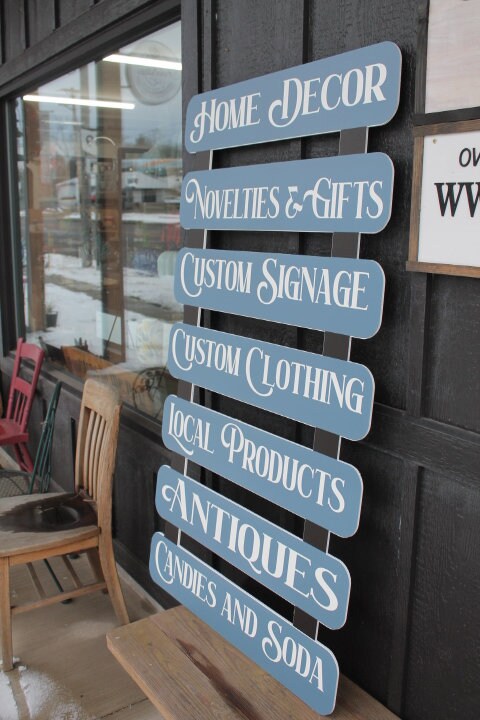 HOME DECOR
NOVELTIES & GIFTS
CUSTOM SIGNAGE
CUSTOM CLOTHING
LOCAL PRODUCTS
ANTIQUES
CANDIES AND SODA